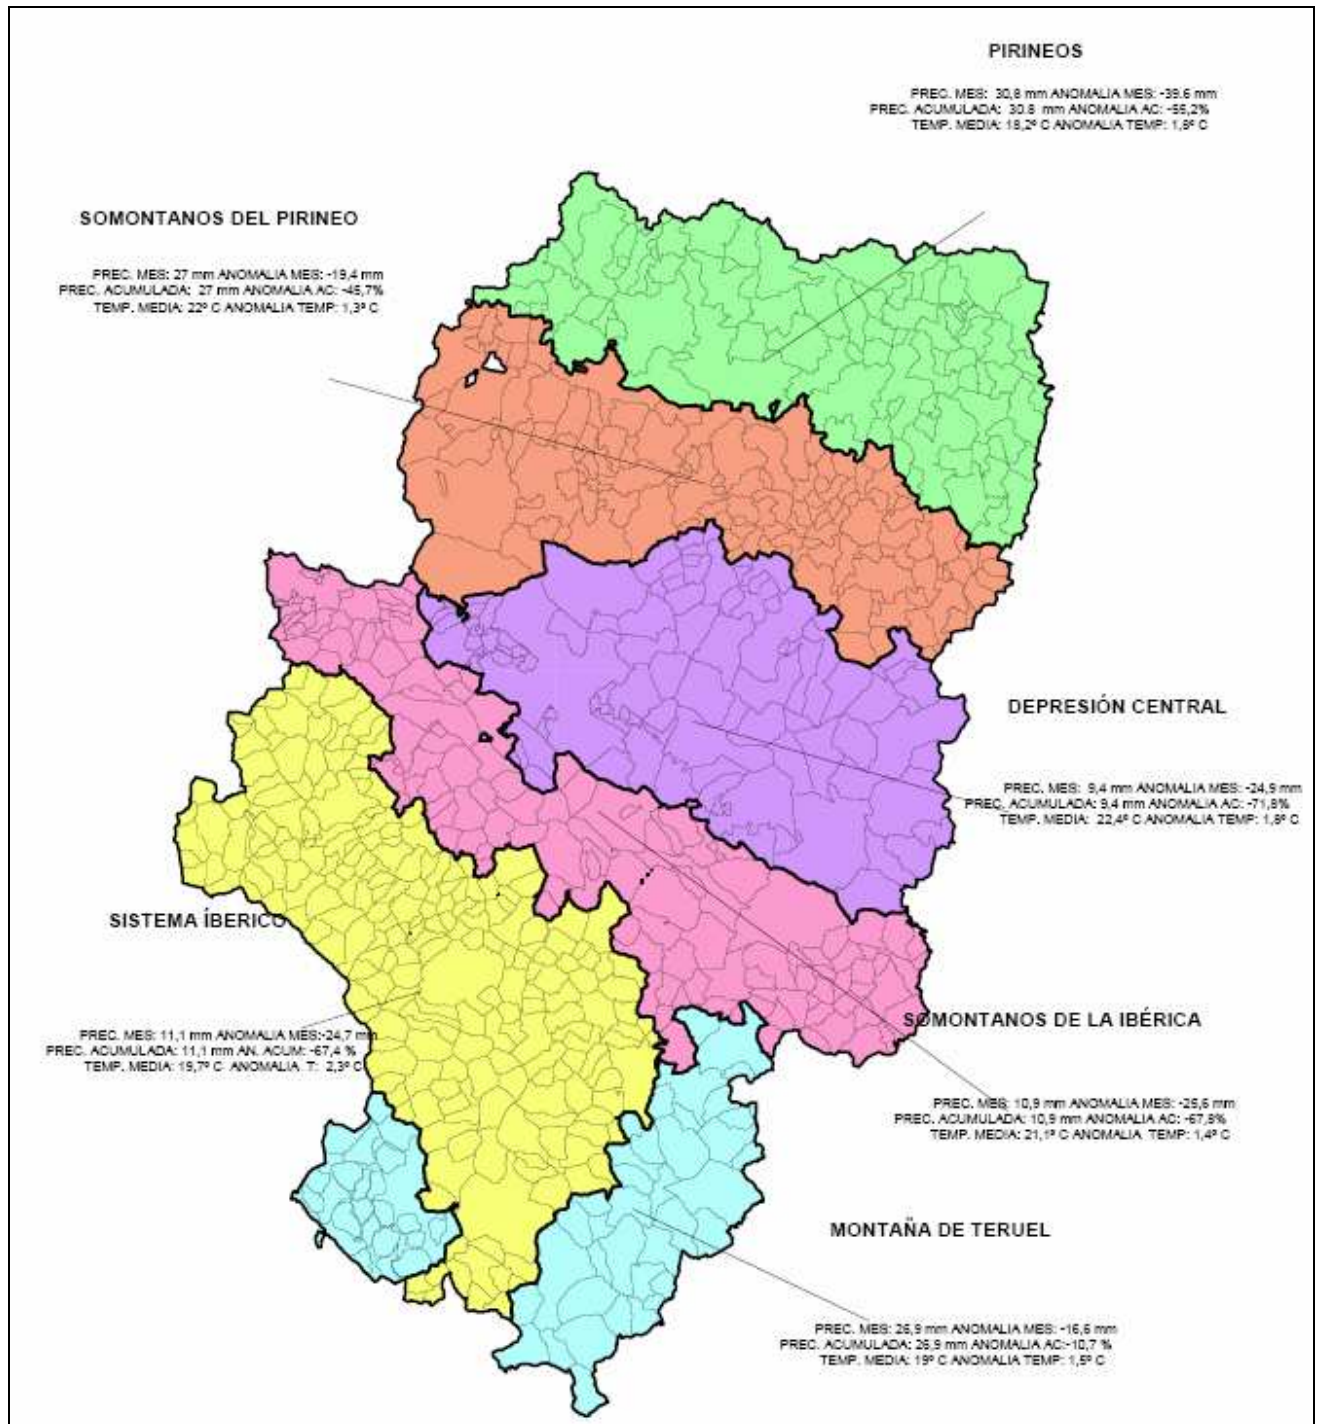 PIRINEOS
PREC. MES: 30,8 mm ANOMALIA MES: -39.6 mm
PREC. ACUMULADA: 30.8 mm ANOMALIA AC: -55,2%
TEMP. MEDIA: 18,2º C ANOMALIA TEMP: 1,8º C
SOMONTANOS DEL PIRINEO
PREC. MES: 27 mm ANOMALIA MES: -19,4 mm
PREC. ACUMULADA: 27 mm ANOMALIA AC: -45,7%
TEMP. MEDIA: 22º C ANOMALIA TEMP: 1,3º C
DEPRESIÓN CENTRAL
PREC. MES: 9,4 mm ANOMALIA MES: -24,9 mm
PREC. ACUMULADA: 9,4 mm ANOMALIA AC: -71,8%
TEMP. MEDIA: 22,4º C ANOMALIA TEMP: 1,8º C
SISTEMA ÍBERICO
PREC. MES: 11,1 mm ANOMALIA MES:-24,7 mm
PREC. ACUMULADA: 11,1 mm AN. ACUM: -67,4 %
TEMP. MEDIA: 19,7º C ANOMALIA T: 2,3º C
SOMONTANOS DE LA IBÉRICA
PREC. MES: 10,9 mm ANOMALIA MES: -25,6 mm
PREC. ACUMULADA: 10,9 mm ANOMALIA AC: -67,8%
TEMP. MEDIA: 21,1º C ANOMALIA TEMP: 1,4º C
MONTAÑA DE TERUEL
PREC. MES: 26,9 mm ANOMALIA MES: -16,6 mm
PREC. ACUMULADA: 26,9 mm ANOMALIA AC:-10,7 %
TEMP. MEDIA: 19º C ANOMALIA TEMP: 1,5º C